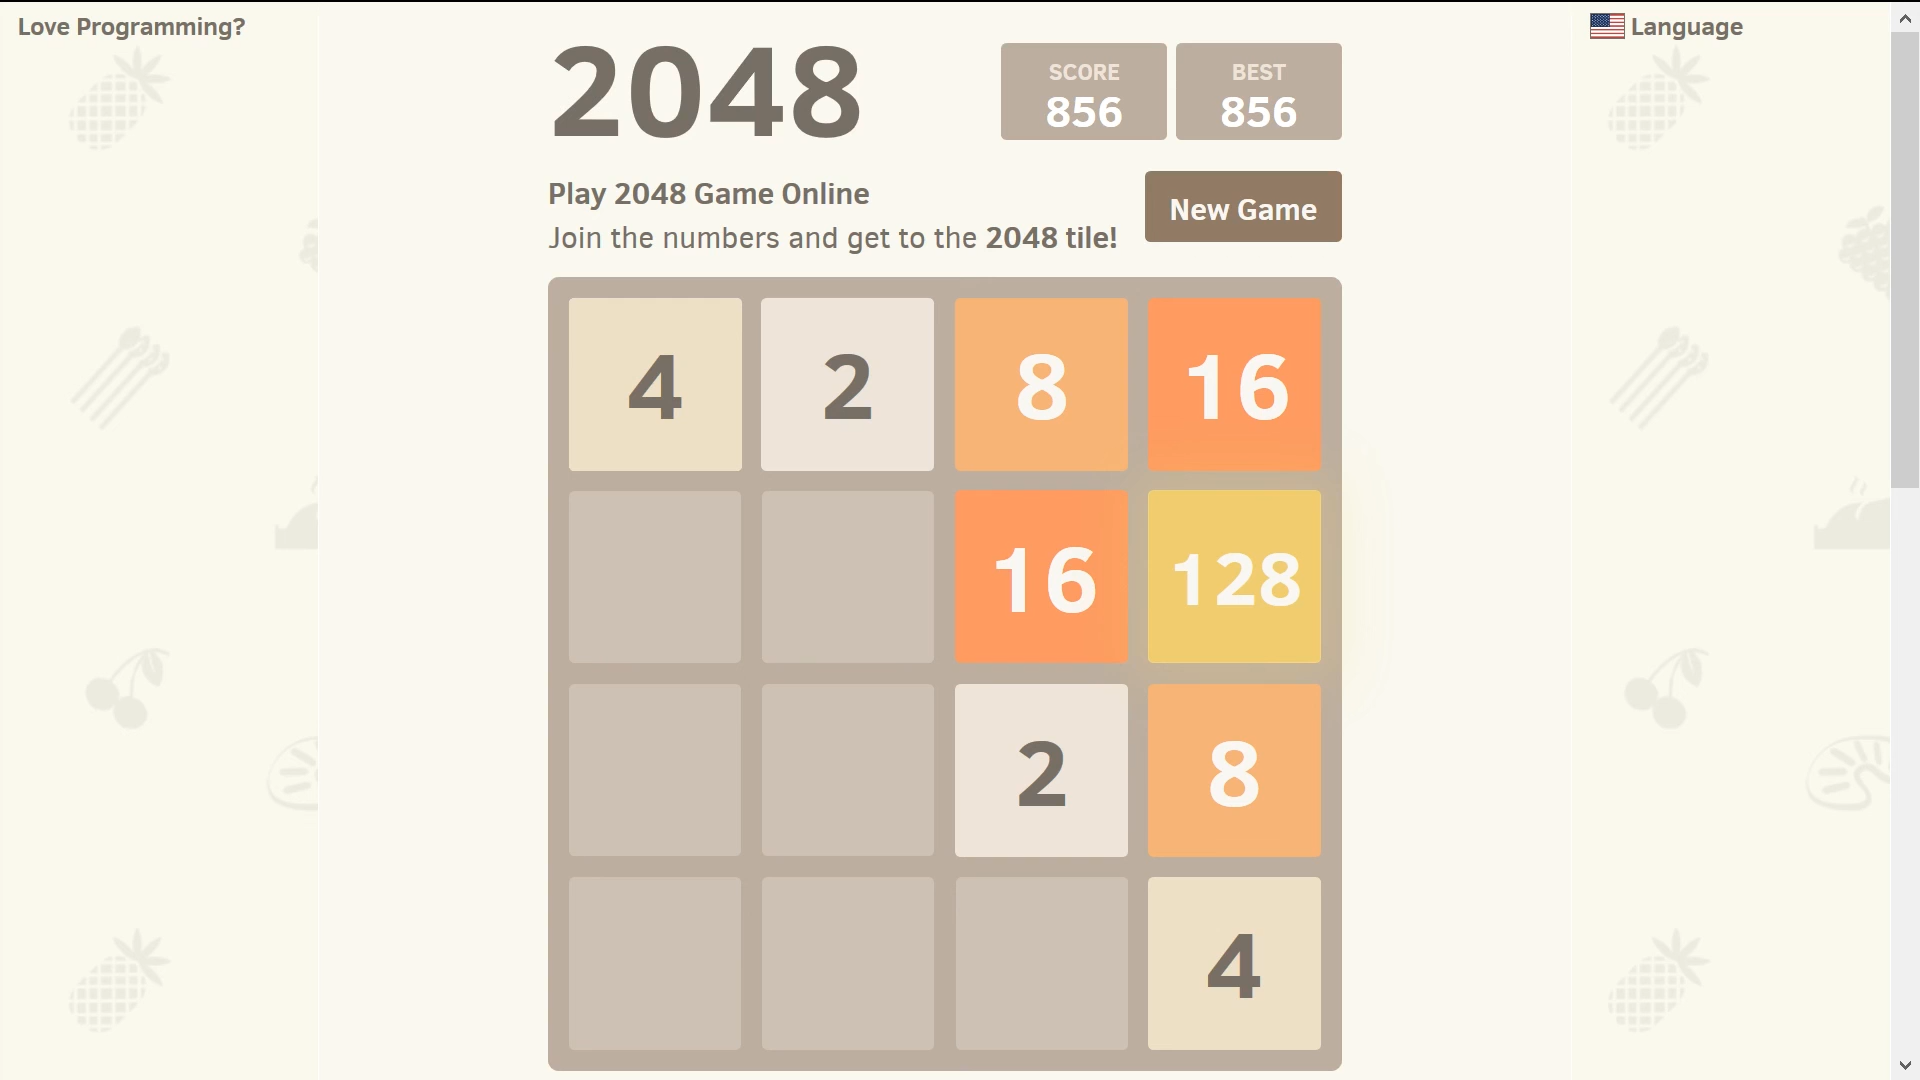 Love Programming?
Language
2048
SCORE
856
BEST
856
Play 2048 Game Online
Join the numbers and get to the 2048 tile!
New Game
4 2 8 16
16 128
2 8
4